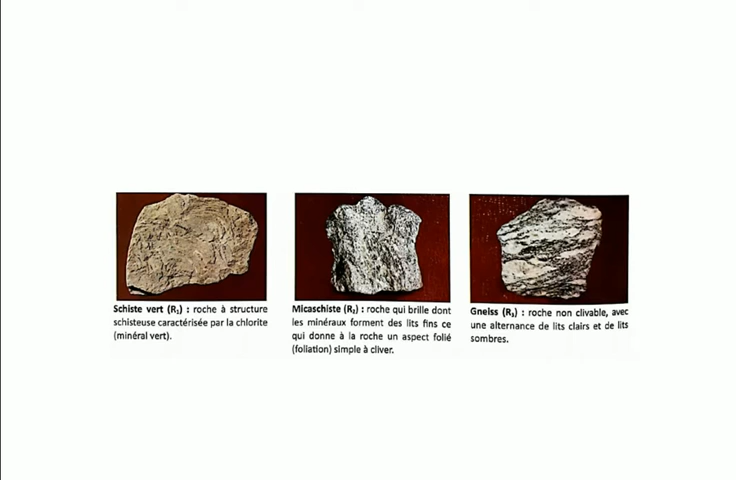 Schiste vert (R₁) : roche à structure
schisteuse caractérisée par la chlorite
(minéral vert).
Micaschiste (R₂) : roche qui brille dont
les minéraux forment des lits fins ce
qui donne à la roche un aspect folié
(foliation) simple à cliver.
Gneiss (R₃) : roche non clivable, avec
une alternance de lits clairs et de lits
sombres.